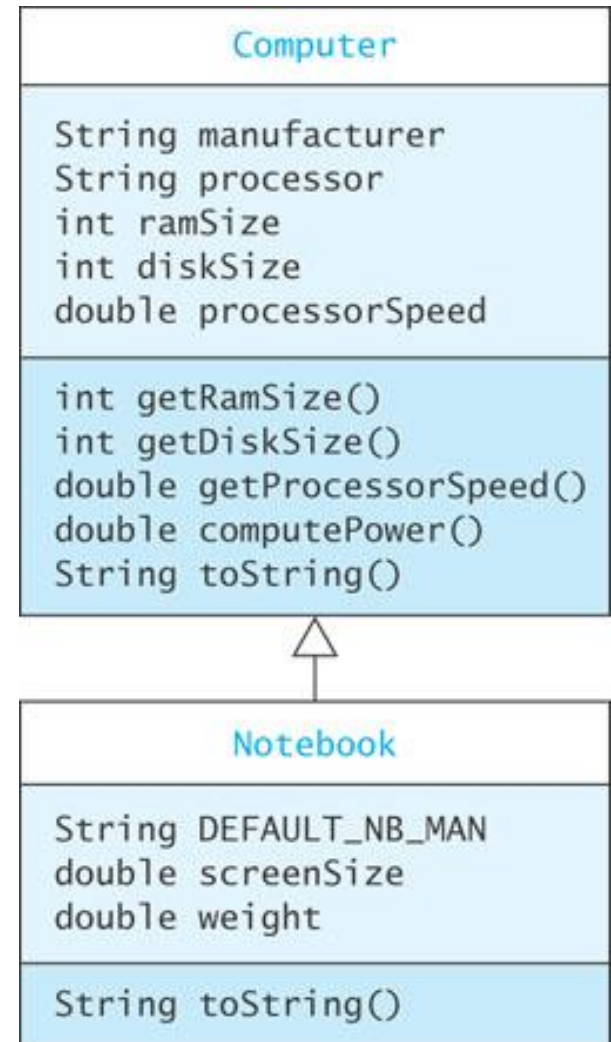 Computer
String manufacturer
String processor
int ramSize
int diskSize
double processorSpeed
int getRamSize()
int getDiskSize()
double getProcessorSpeed()
double computePower()
String toString()
Notebook
String DEFAULT_NB_MAN
double screenSize
double weight
String toString()